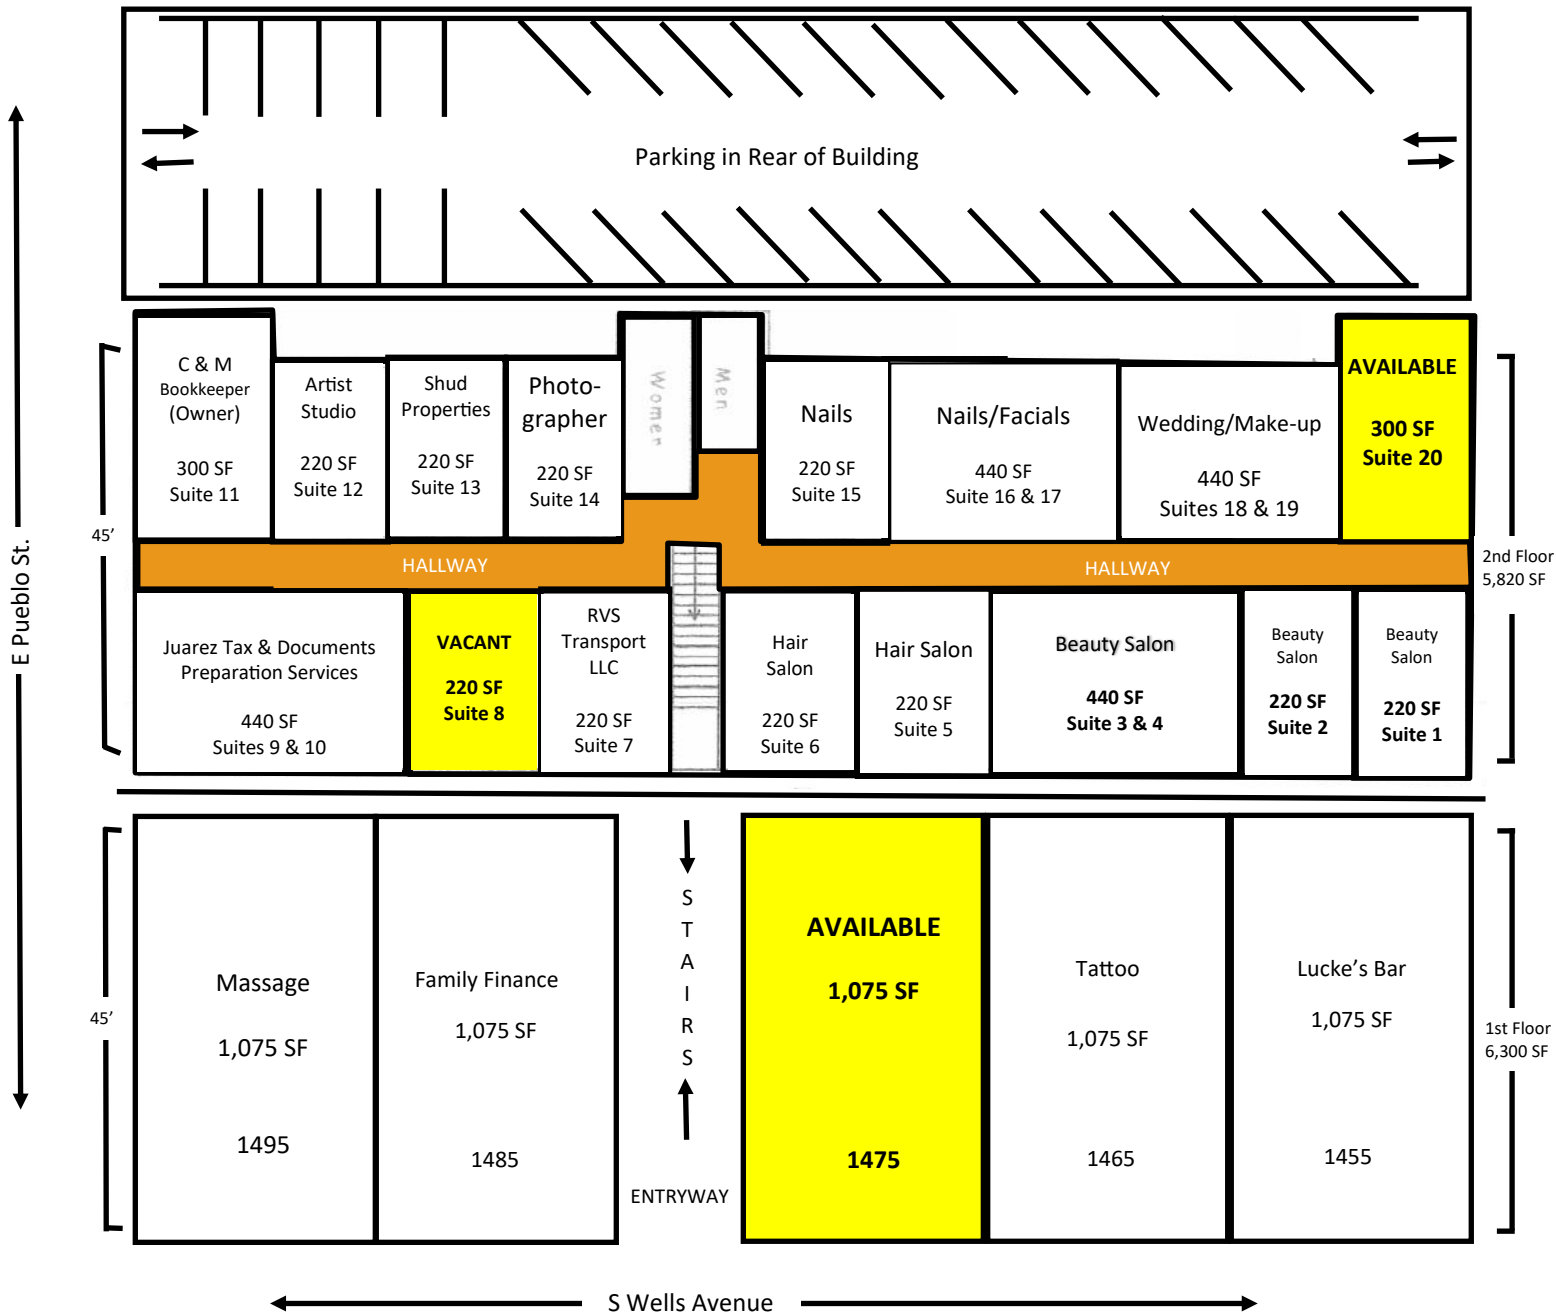 Parking in Rear of Building
E Pueblo St.
45'
C & M
Bookkeeper
(Owner)
300 SF
Suite 11
Artist
Studio
220 SF
Suite 12
Shud
Properties
220 SF
Suite 13
Photo-
grapher
220 SF
Suite 14
Women
Men
Nails
220 SF
Suite 15
Nails/Facials
440 SF
Suite 16 & 17
Wedding/Make-up
440 SF
Suites 18 & 19
AVAILABLE
300 SF
Suite 20
HALLWAY
HALLWAY
2nd Floor
5,820 SF
Juarez Tax & Documents
Preparation Services
440 SF
Suites 9 & 10
VACANT
220 SF
Suite 8
RVS
Transport
LLC
220 SF
Suite 7
Hair
Salon
220 SF
Suite 6
Hair Salon
220 SF
Suite 5
Beauty Salon
440 SF
Suite 3 & 4
Beauty
Salon
220 SF
Suite 2
Beauty
Salon
220 SF
Suite 1
45'
Massage
1,075 SF
1495
Family Finance
1,075 SF
1485
STAIRS
ENTRYWAY
AVAILABLE
1,075 SF
1475
Tattoo
1,075 SF
1465
Lucke's Bar
1,075 SF
1455
1st Floor
6,300 SF
S Wells Avenue